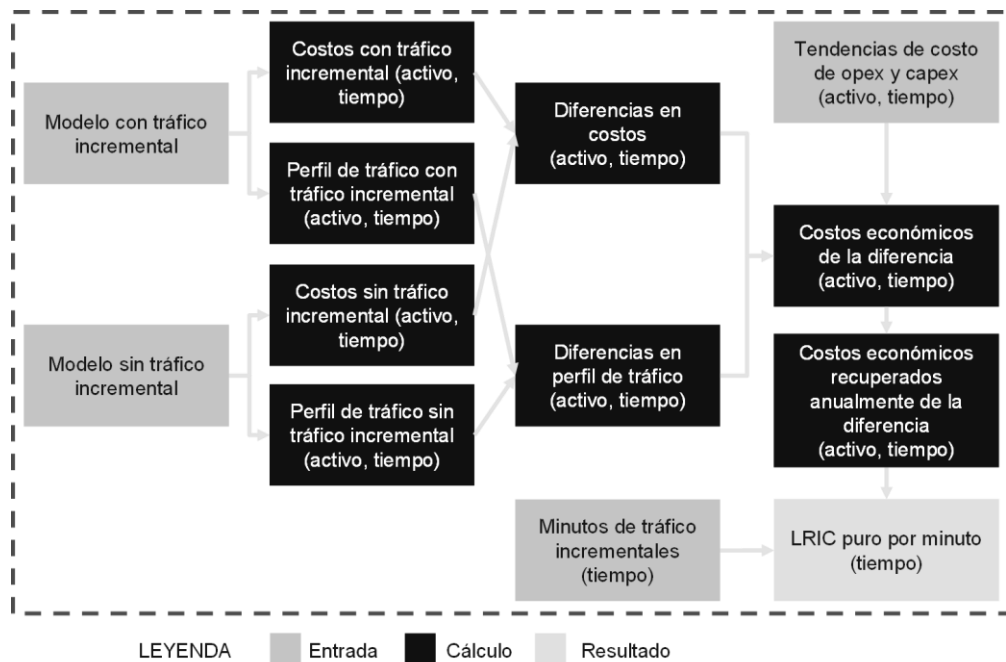 Modelo con tráfico
incremental
Modelo sin tráfico
incremental
Costos con tráfico
incremental (activo,
tiempo)
Perfil de tráfico con
tráfico incremental
(activo, tiempo)
Costos sin tráfico
incremental (activo,
tiempo)
Perfil de tráfico sin
tráfico incremental
(activo, tiempo)
Diferencias en
costos
(activo, tiempo)
Diferencias en
perfil de tráfico
(activo, tiempo)
Minutos de tráfico
incrementales
(tiempo)
Tendencias de costo
de opex y capex
(activo, tiempo)
Costos económicos
de la diferencia
(activo, tiempo)
Costos económicos
recuperados
anualmente de la
diferencia
(activo, tiempo)
LRIC puro por minuto
(tiempo)
LEYENDA
Entrada
Cálculo
Resultado